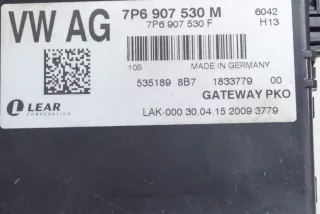 VW AG 7P6 907 530 M 6042
7P6 907 530 F H13
10S MADE IN GERMANY
535189 8B7 1833779 00
LEAR GATEWAY PKO
CORPORATION
LAK-000 30.04.15 2009 3779